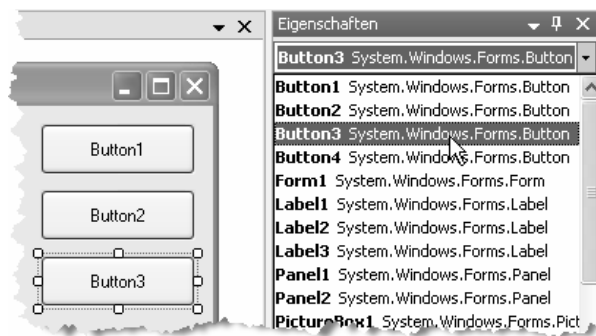 Eigenschaften
Button3 System.Windows.Forms.Button
Button1 System.Windows.Forms.Button
Button2 System.Windows.Forms.Button
Button3 System.Windows.Forms.Button
Button4 System.Windows.Forms.Button
Form1 System.Windows.Forms.Form
Label1 System.Windows.Forms.Label
Label2 System.Windows.Forms.Label
Label3 System.Windows.Forms.Label
Panel1 System.Windows.Forms.Panel
Panel2 System.Windows.Forms.Panel
PictureBox1 System.Windows.Forms.Pict
Button1
Button2
Button3